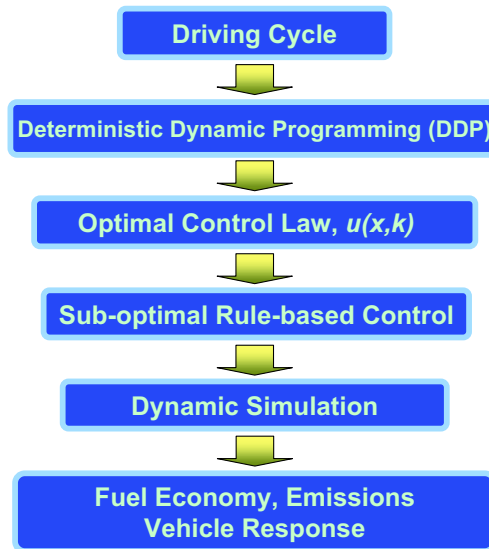 Driving Cycle
Deterministic Dynamic Programming (DDP)
Optimal Control Law, u(x,k)
Sub-optimal Rule-based Control
Dynamic Simulation
Fuel Economy, Emissions
Vehicle Response